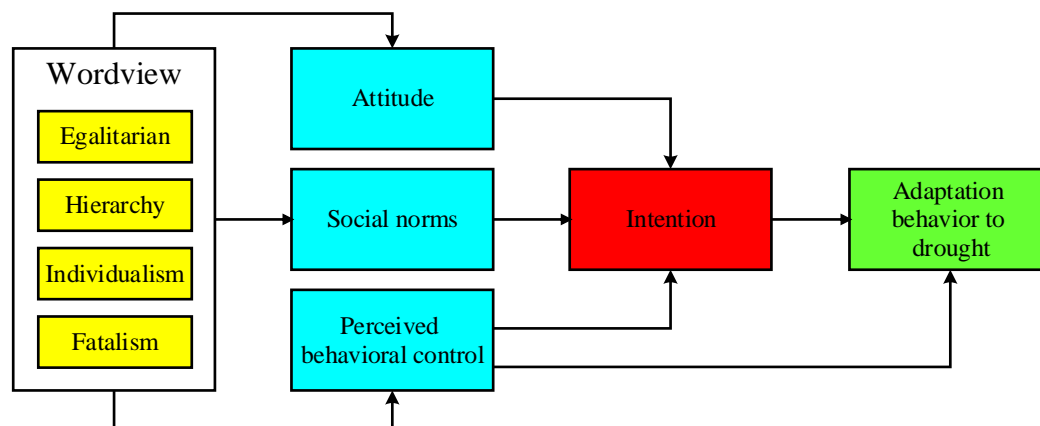 Wordview
Egalitarian
Hierarchy
Individualism
Fatalism
Attitude
Social norms
Perceived
behavioral control
Intention
Adaptation
behavior to
drought